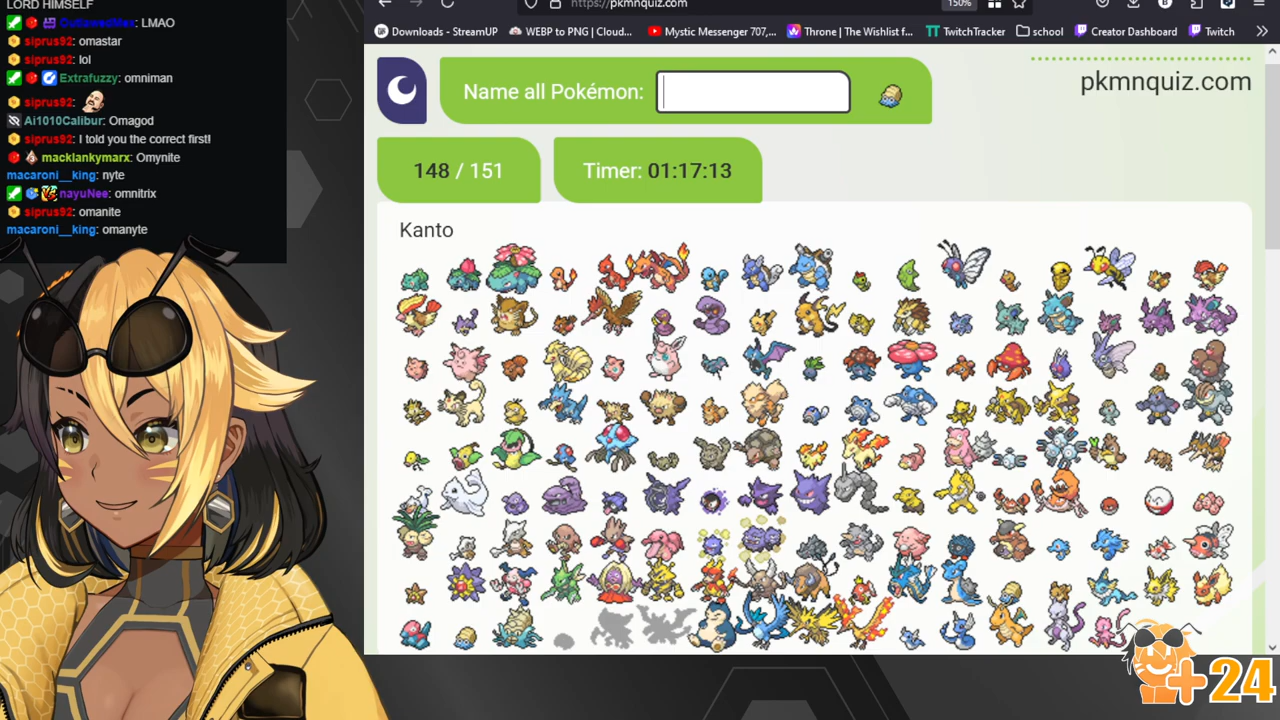 LORD HIMSELF
OutlawedMax: LMAO
siprus92: omastar
siprus92: lol
Extrafuzzy: omniman
siprus92:
Ai1010Calibur: Omagod
siprus92: I told you the correct first!
macklankymarx: Omynite
macaroni__king: nyte
nayuNee: omnitrix
siprus92: omanite
macaroni__king: omanyte
https://pkmnquiz.com
150%
Downloads - StreamUP
WEBP to PNG | Cloud...
Mystic Messenger 707,...
Throne | The Wishlist f...
TwitchTracker
school
Creator Dashboard
Twitch
Name all Pokémon:
pkmnquiz.com
148 / 151
Timer: 01:17:13
Kanto
+24